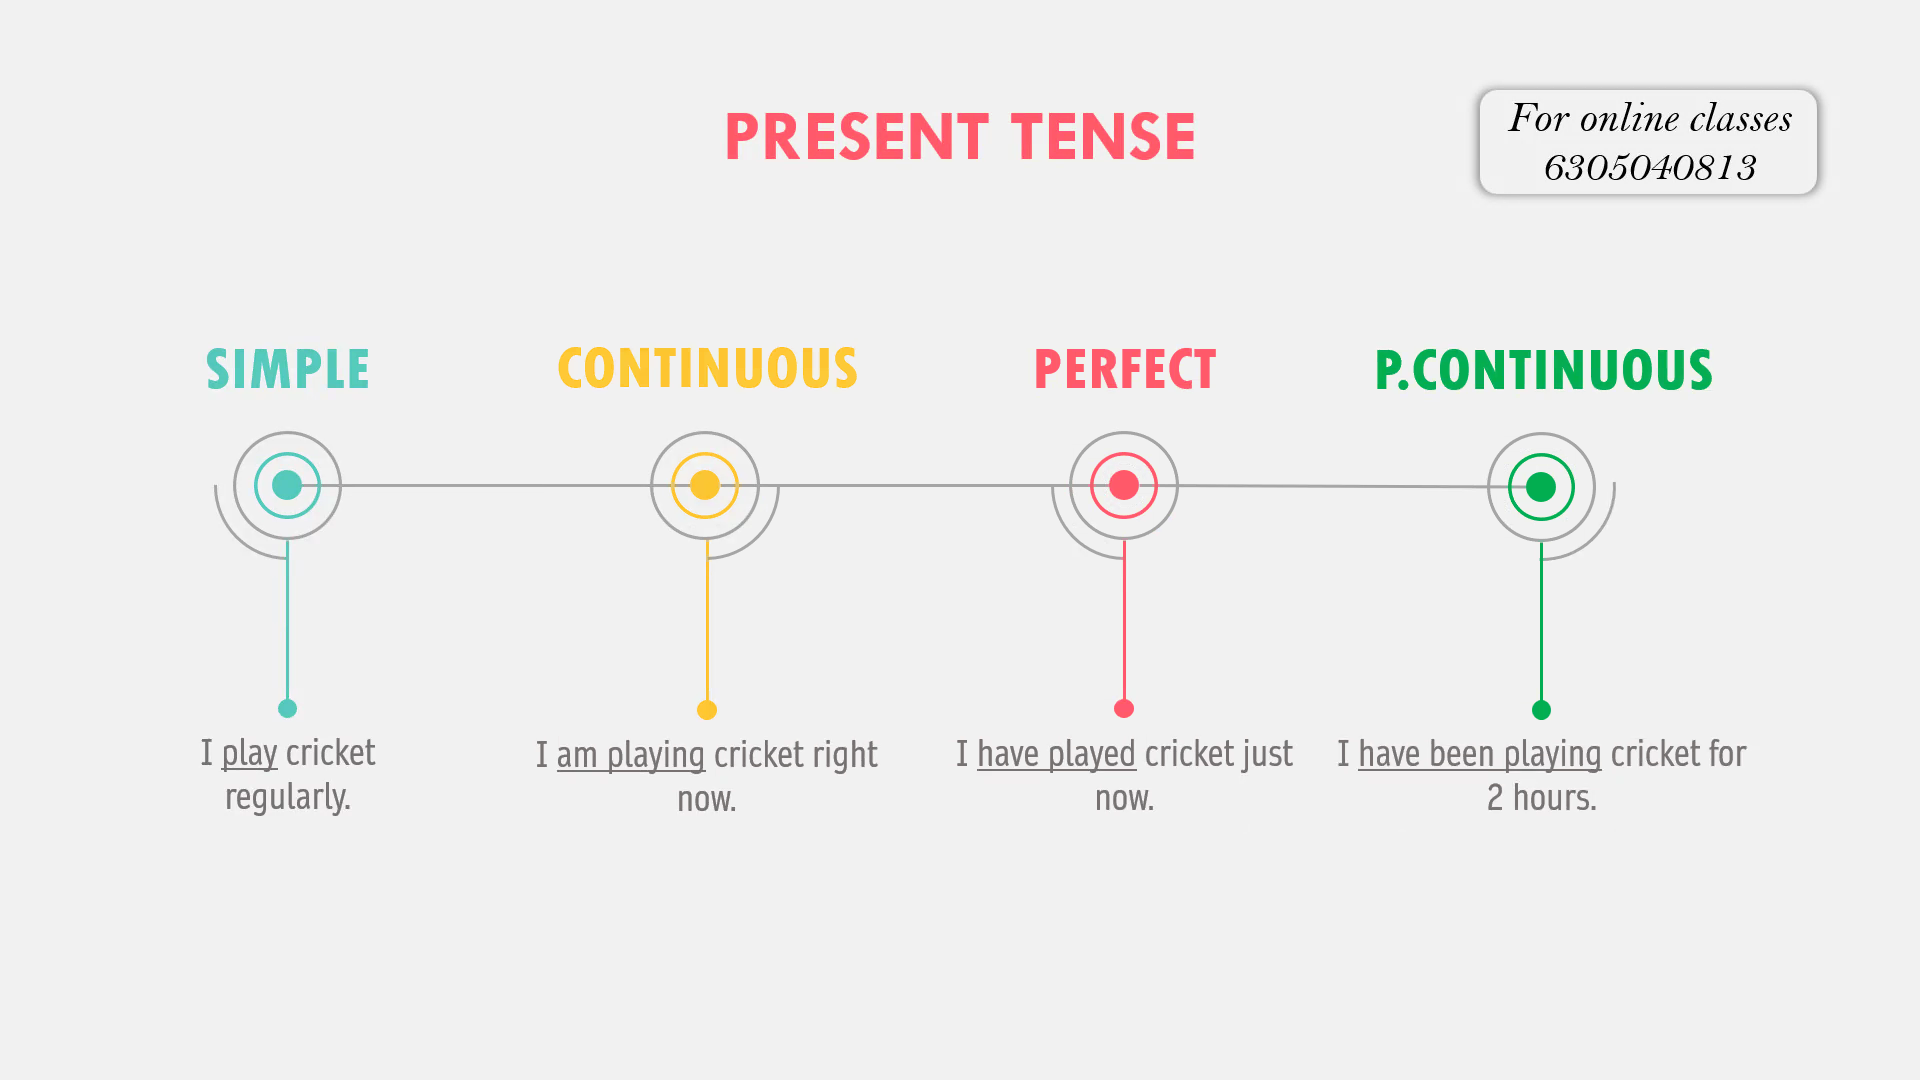 PRESENT TENSE
For online classes
6305040813
SIMPLE
CONTINUOUS
PERFECT
P.CONTINUOUS
I play cricket
regularly.
I am playing cricket right
now.
I have played cricket just
now.
I have been playing cricket for
2 hours.